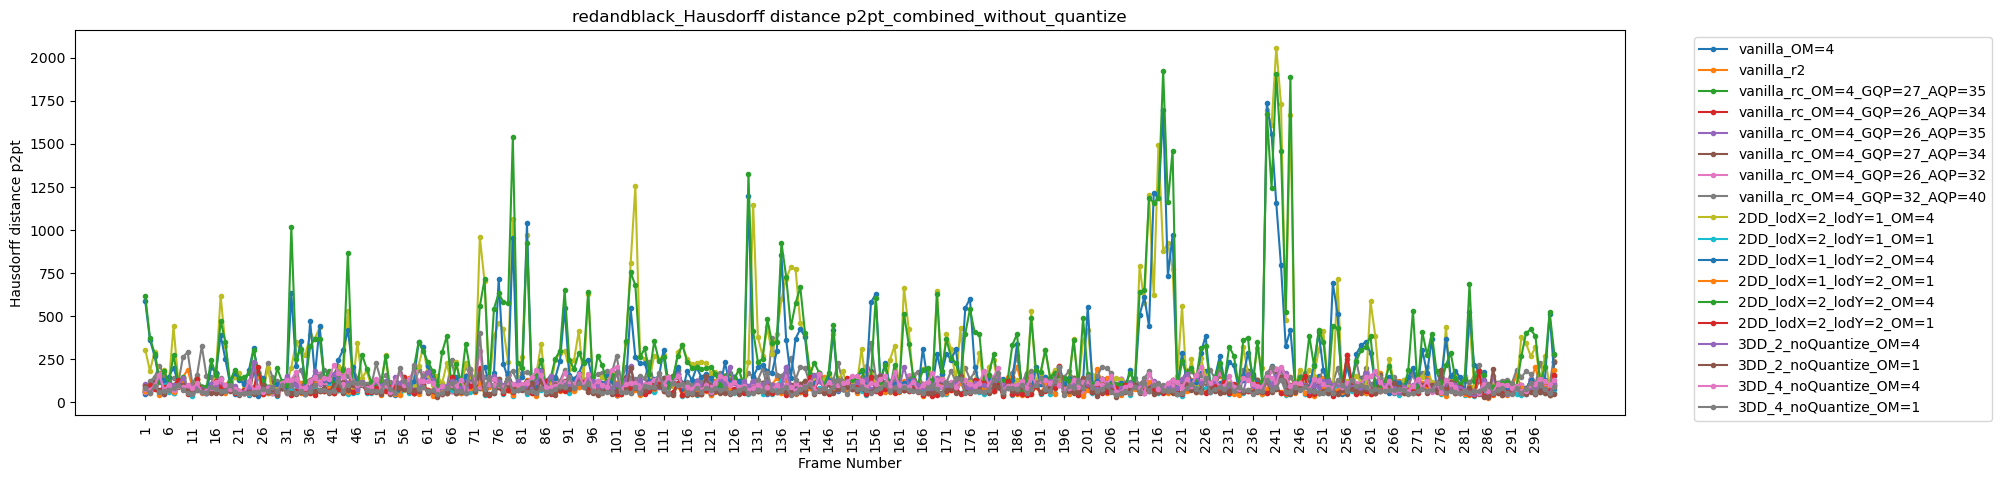 redandblack_Hausdorff distance p2pt_combined_without_quantize
Hausdorff distance p2pt
2000
1750
1500
1250
1000
750
500
250
0
1 6 11 16 21 26 31 36 41 46 51 56 61 66 71 76 81 86 91 96 101 106 111 116 121 126 131 136 141 146 151 156 161 166 171 176 181 186 191 196 201 206 211 216 221 226 231 236 241 246 251 256 261 266 271 276 281 286 291 296
Frame Number
vanilla_OM=4
vanilla_r2
vanilla_rc_OM=4_GQP=27_AQP=35
vanilla_rc_OM=4_GQP=26_AQP=34
vanilla_rc_OM=4_GQP=26_AQP=35
vanilla_rc_OM=4_GQP=27_AQP=34
vanilla_rc_OM=4_GQP=26_AQP=32
vanilla_rc_OM=4_GQP=32_AQP=40
2DD_lodX=2_lodY=1_OM=4
2DD_lodX=2_lodY=1_OM=1
2DD_lodX=1_lodY=2_OM=4
2DD_lodX=1_lodY=2_OM=1
2DD_lodX=2_lodY=2_OM=4
2DD_lodX=2_lodY=2_OM=1
3DD_2_noQuantize_OM=4
3DD_2_noQuantize_OM=1
3DD_4_noQuantize_OM=4
3DD_4_noQuantize_OM=1